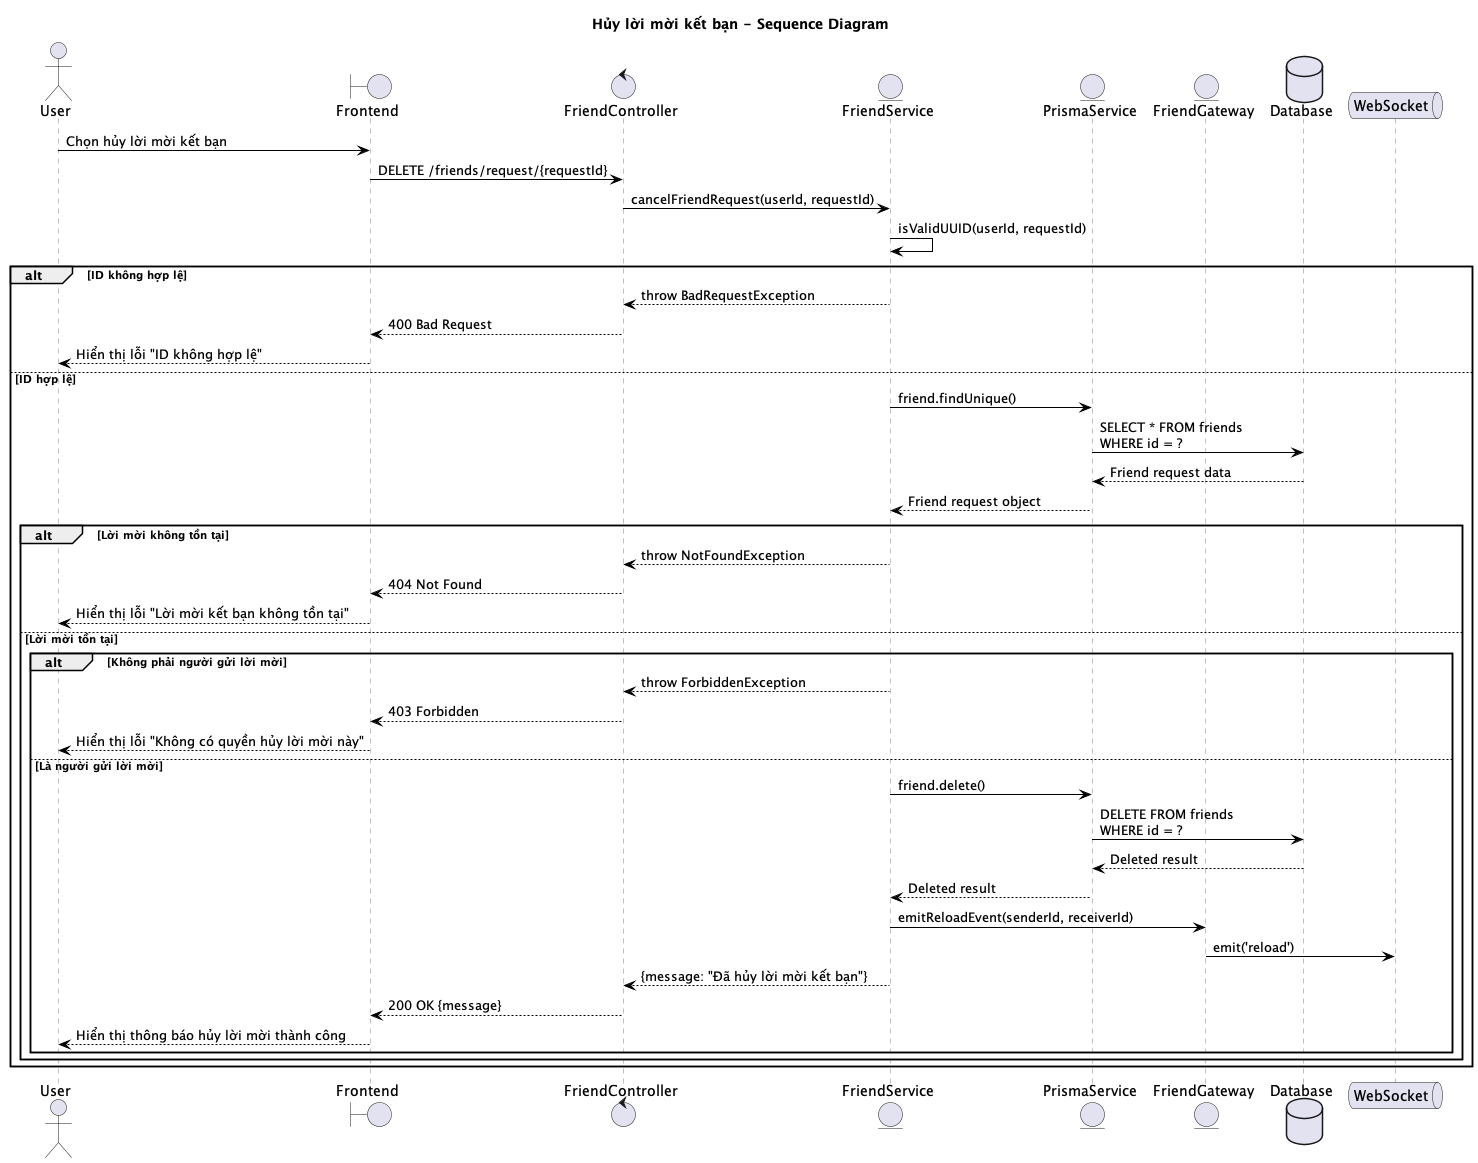 Hủy lời mời kết bạn - Sequence Diagram
User
Frontend
FriendController
FriendService
PrismaService
FriendGateway
Database
WebSocket
Chọn hủy lời mời kết bạn
DELETE /friends/request/{requestId}
cancelFriendRequest(userId, requestId)
isValidUUID(userId, requestId)
alt
[ID không hợp lệ]
throw BadRequestException
400 Bad Request
Hiển thị lỗi "ID không hợp lệ"
[ID hợp lệ]
friend.findUnique()
SELECT * FROM friends
WHERE id = ?
Friend request data
Friend request object
alt
[Lời mời không tồn tại]
throw NotFoundException
404 Not Found
Hiển thị lỗi "Lời mời kết bạn không tồn tại"
[Lời mời tồn tại]
alt
[Không phải người gửi lời mời]
throw ForbiddenException
403 Forbidden
Hiển thị lỗi "Không có quyền hủy lời mời này"
[Là người gửi lời mời]
friend.delete()
DELETE FROM friends
WHERE id = ?
Deleted result
Deleted result
emitReloadEvent(senderId, receiverId)
emit('reload')
{message: "Đã hủy lời mời kết bạn"}
200 OK {message}
Hiển thị thông báo hủy lời mời thành công
User
Frontend
FriendController
FriendService
PrismaService
FriendGateway
Database
WebSocket